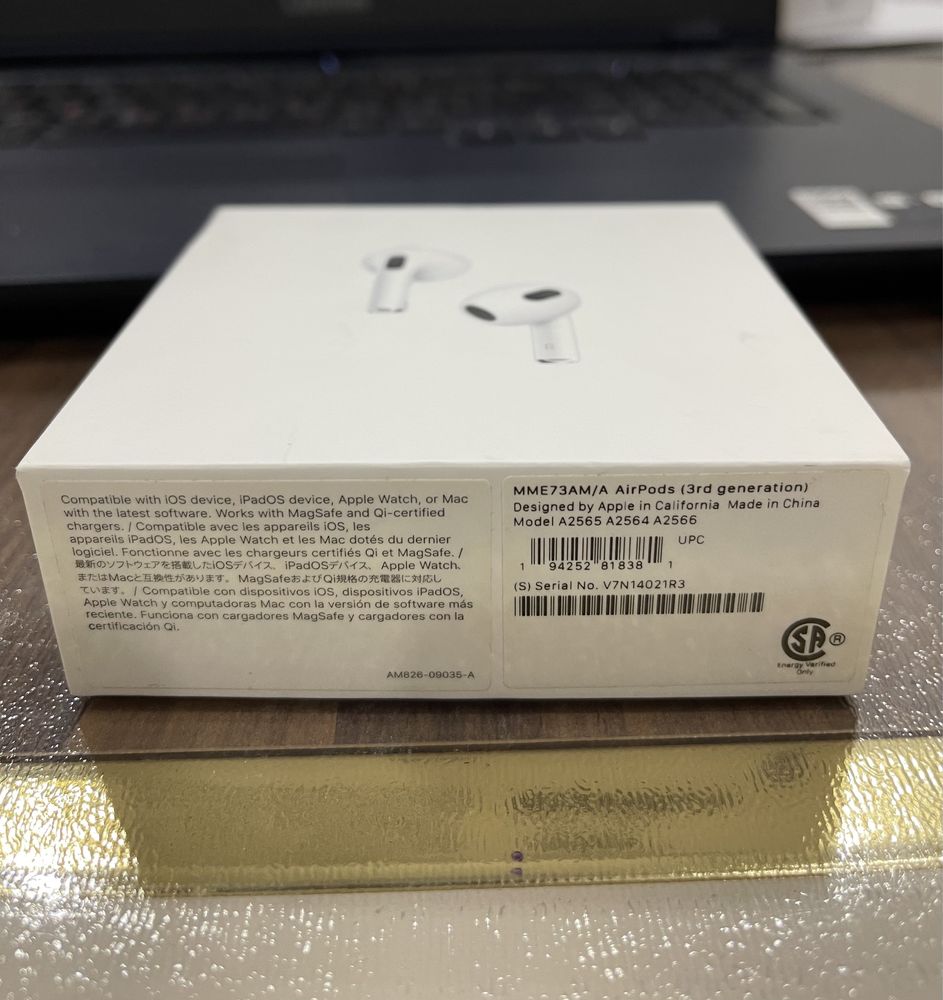 Compatible with iOS device, iPadOS device, Apple Watch, or Mac
with the latest software. Works with MagSafe and Qi-certified
chargers. / Compatible avec les appareils iOS, les
appareils iPadOS, les Apple Watch et les Mac dotés du dernier
logiciel. Fonctionne avec les chargeurs certifiés Qi et MagSafe. /
最新のソフトウェアを搭載したiOSデバイス、iPadOSデバイス、Apple Watch、
またはMacと互換性があります。MagSafeおよびQi規格の充電器に対応し
ています。/ Compatible con dispositivos iOS, dispositivos iPadOS,
Apple Watch y computadoras Mac con la versión de software más
reciente. Funciona con cargadores MagSafe y cargadores con la
certificación Qi.
AM826-09035-A
MME73AM/A AirPods (3rd generation)
Designed by Apple in California Made in China
Model A2565 A2564 A2566
UPC
1 94252 81838 1
(S) Serial No. V7N14021R3
CSA ®
Energy Verified
Only